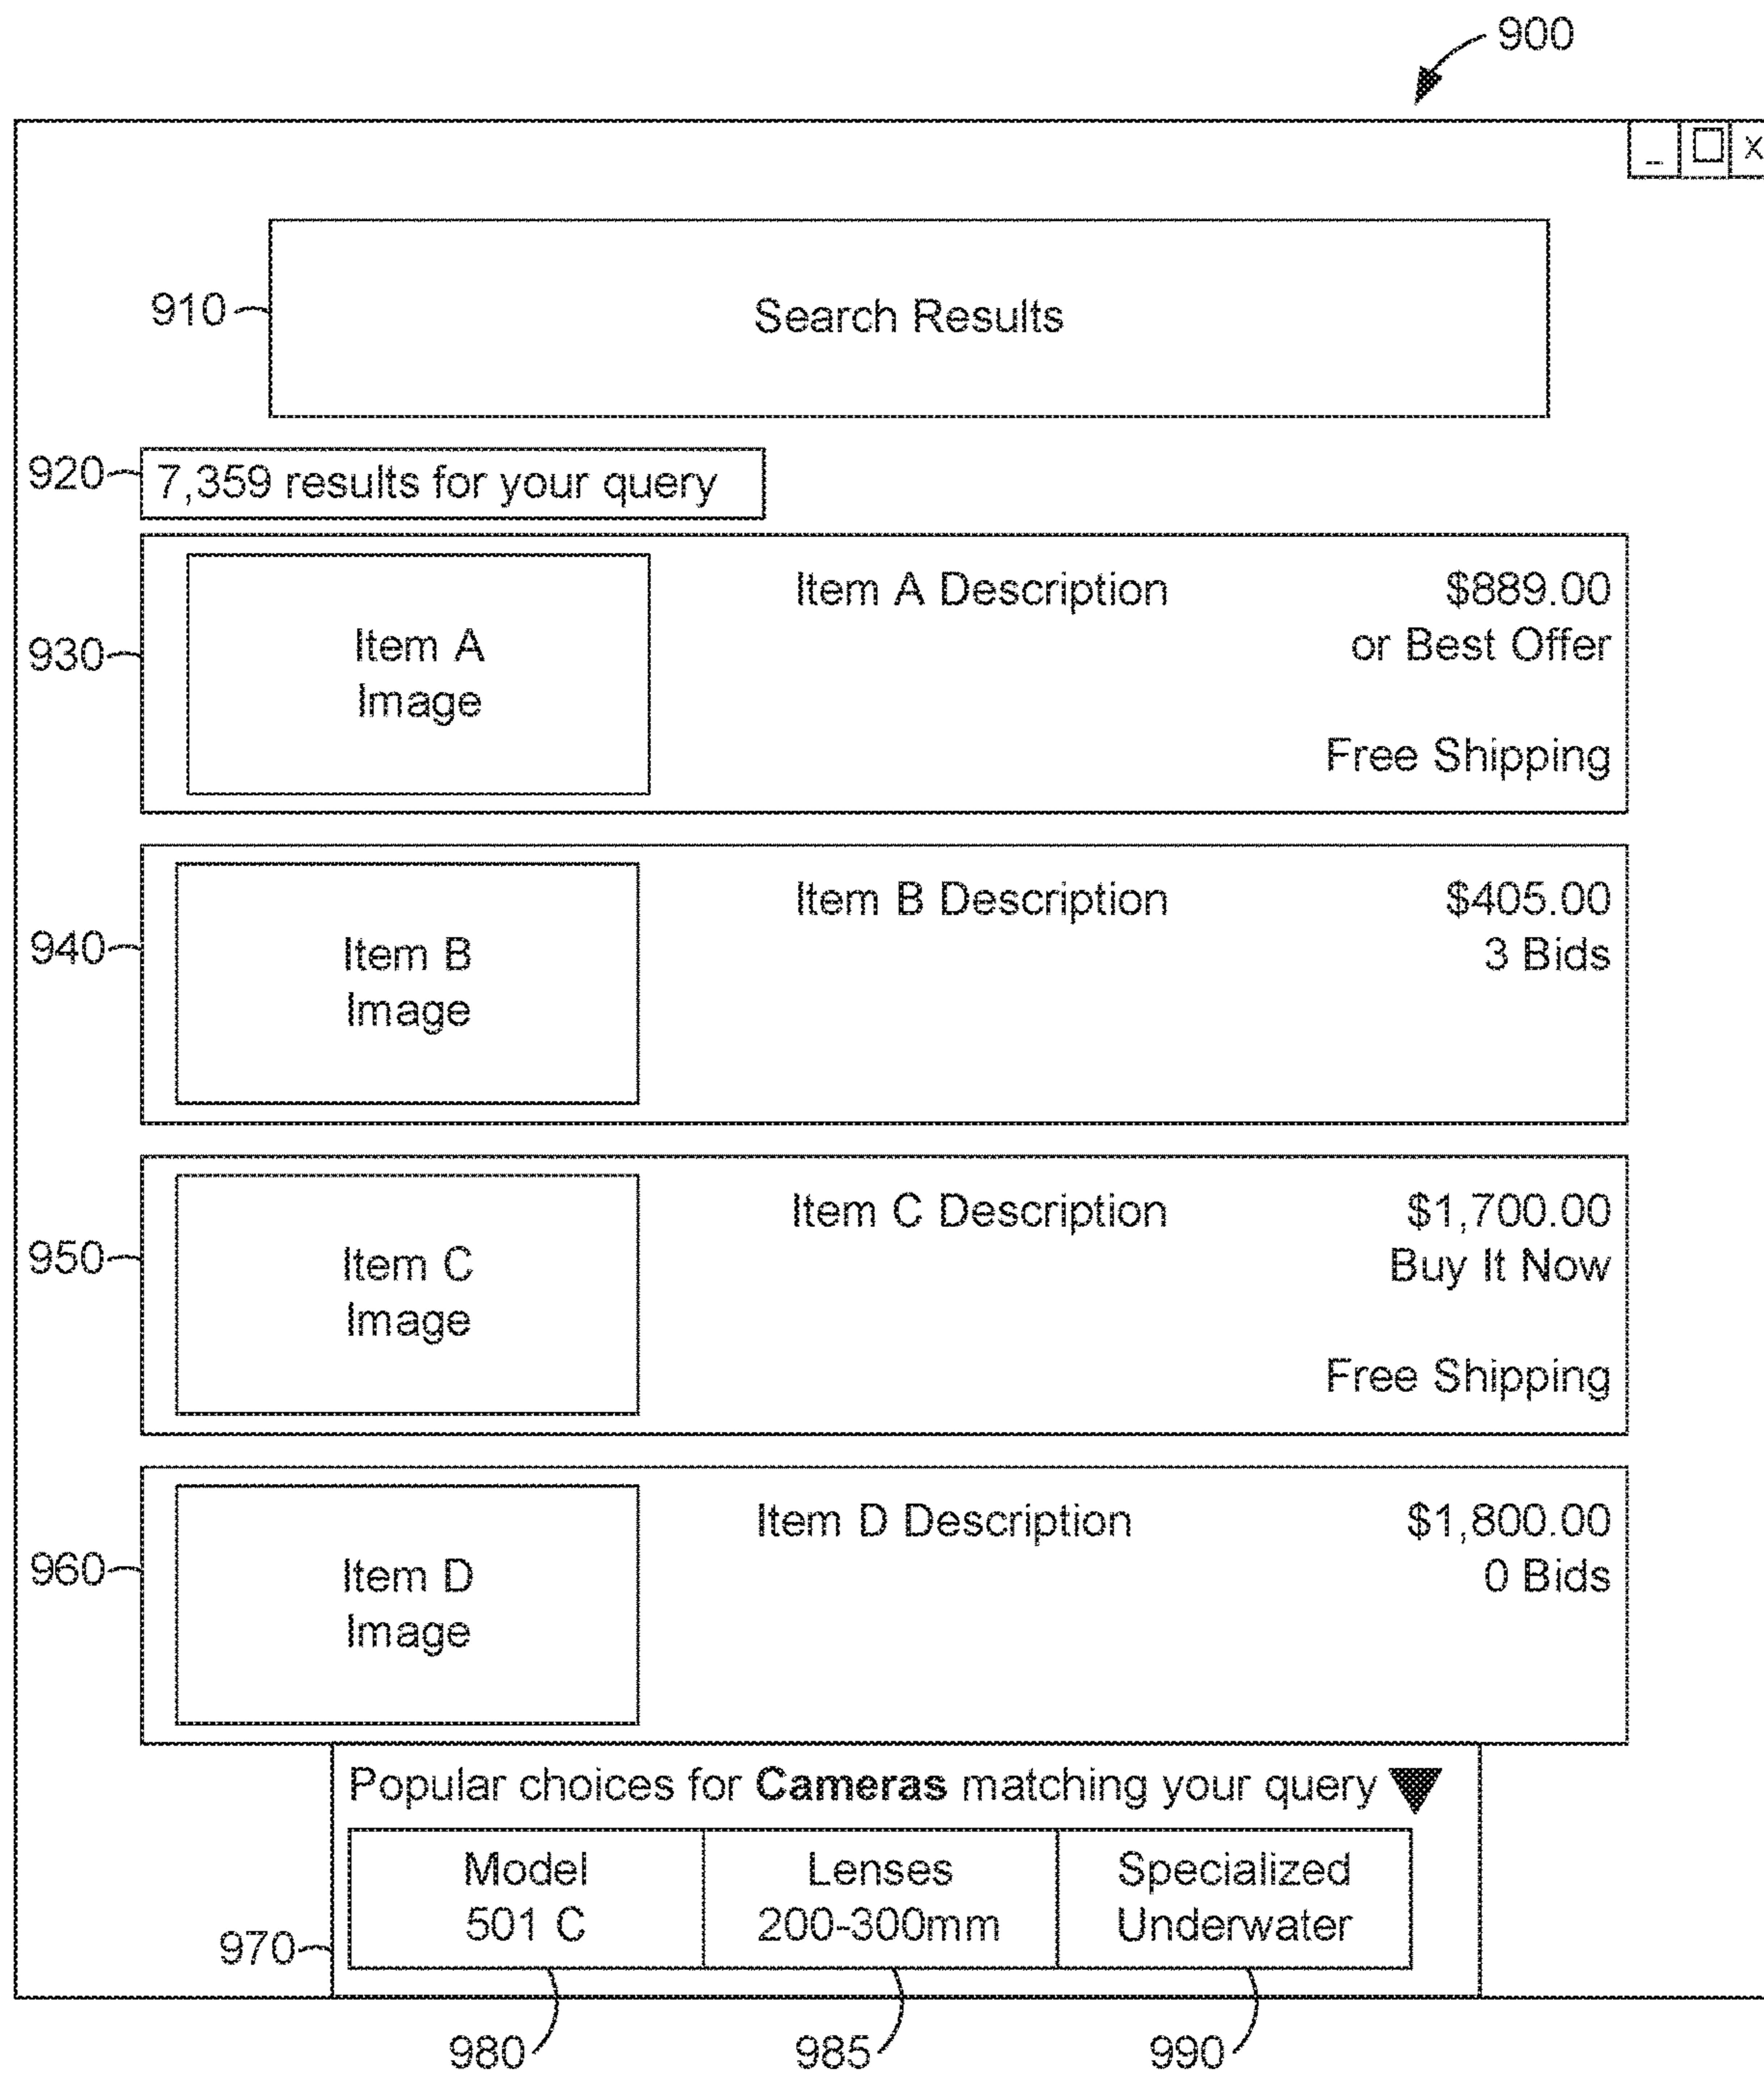 900
_ X
910
Search Results
920
7,359 results for your query
930
Item A
Image
Item A Description
$889.00
or Best Offer
Free Shipping
940
Item B
Image
Item B Description
$405.00
3 Bids
950
Item C
Image
Item C Description
$1,700.00
Buy It Now
Free Shipping
960
Item D
Image
Item D Description
$1,800.00
0 Bids
970
Popular choices for Cameras matching your query
Model
501 C
Lenses
200-300mm
Specialized
Underwater
980
985
990